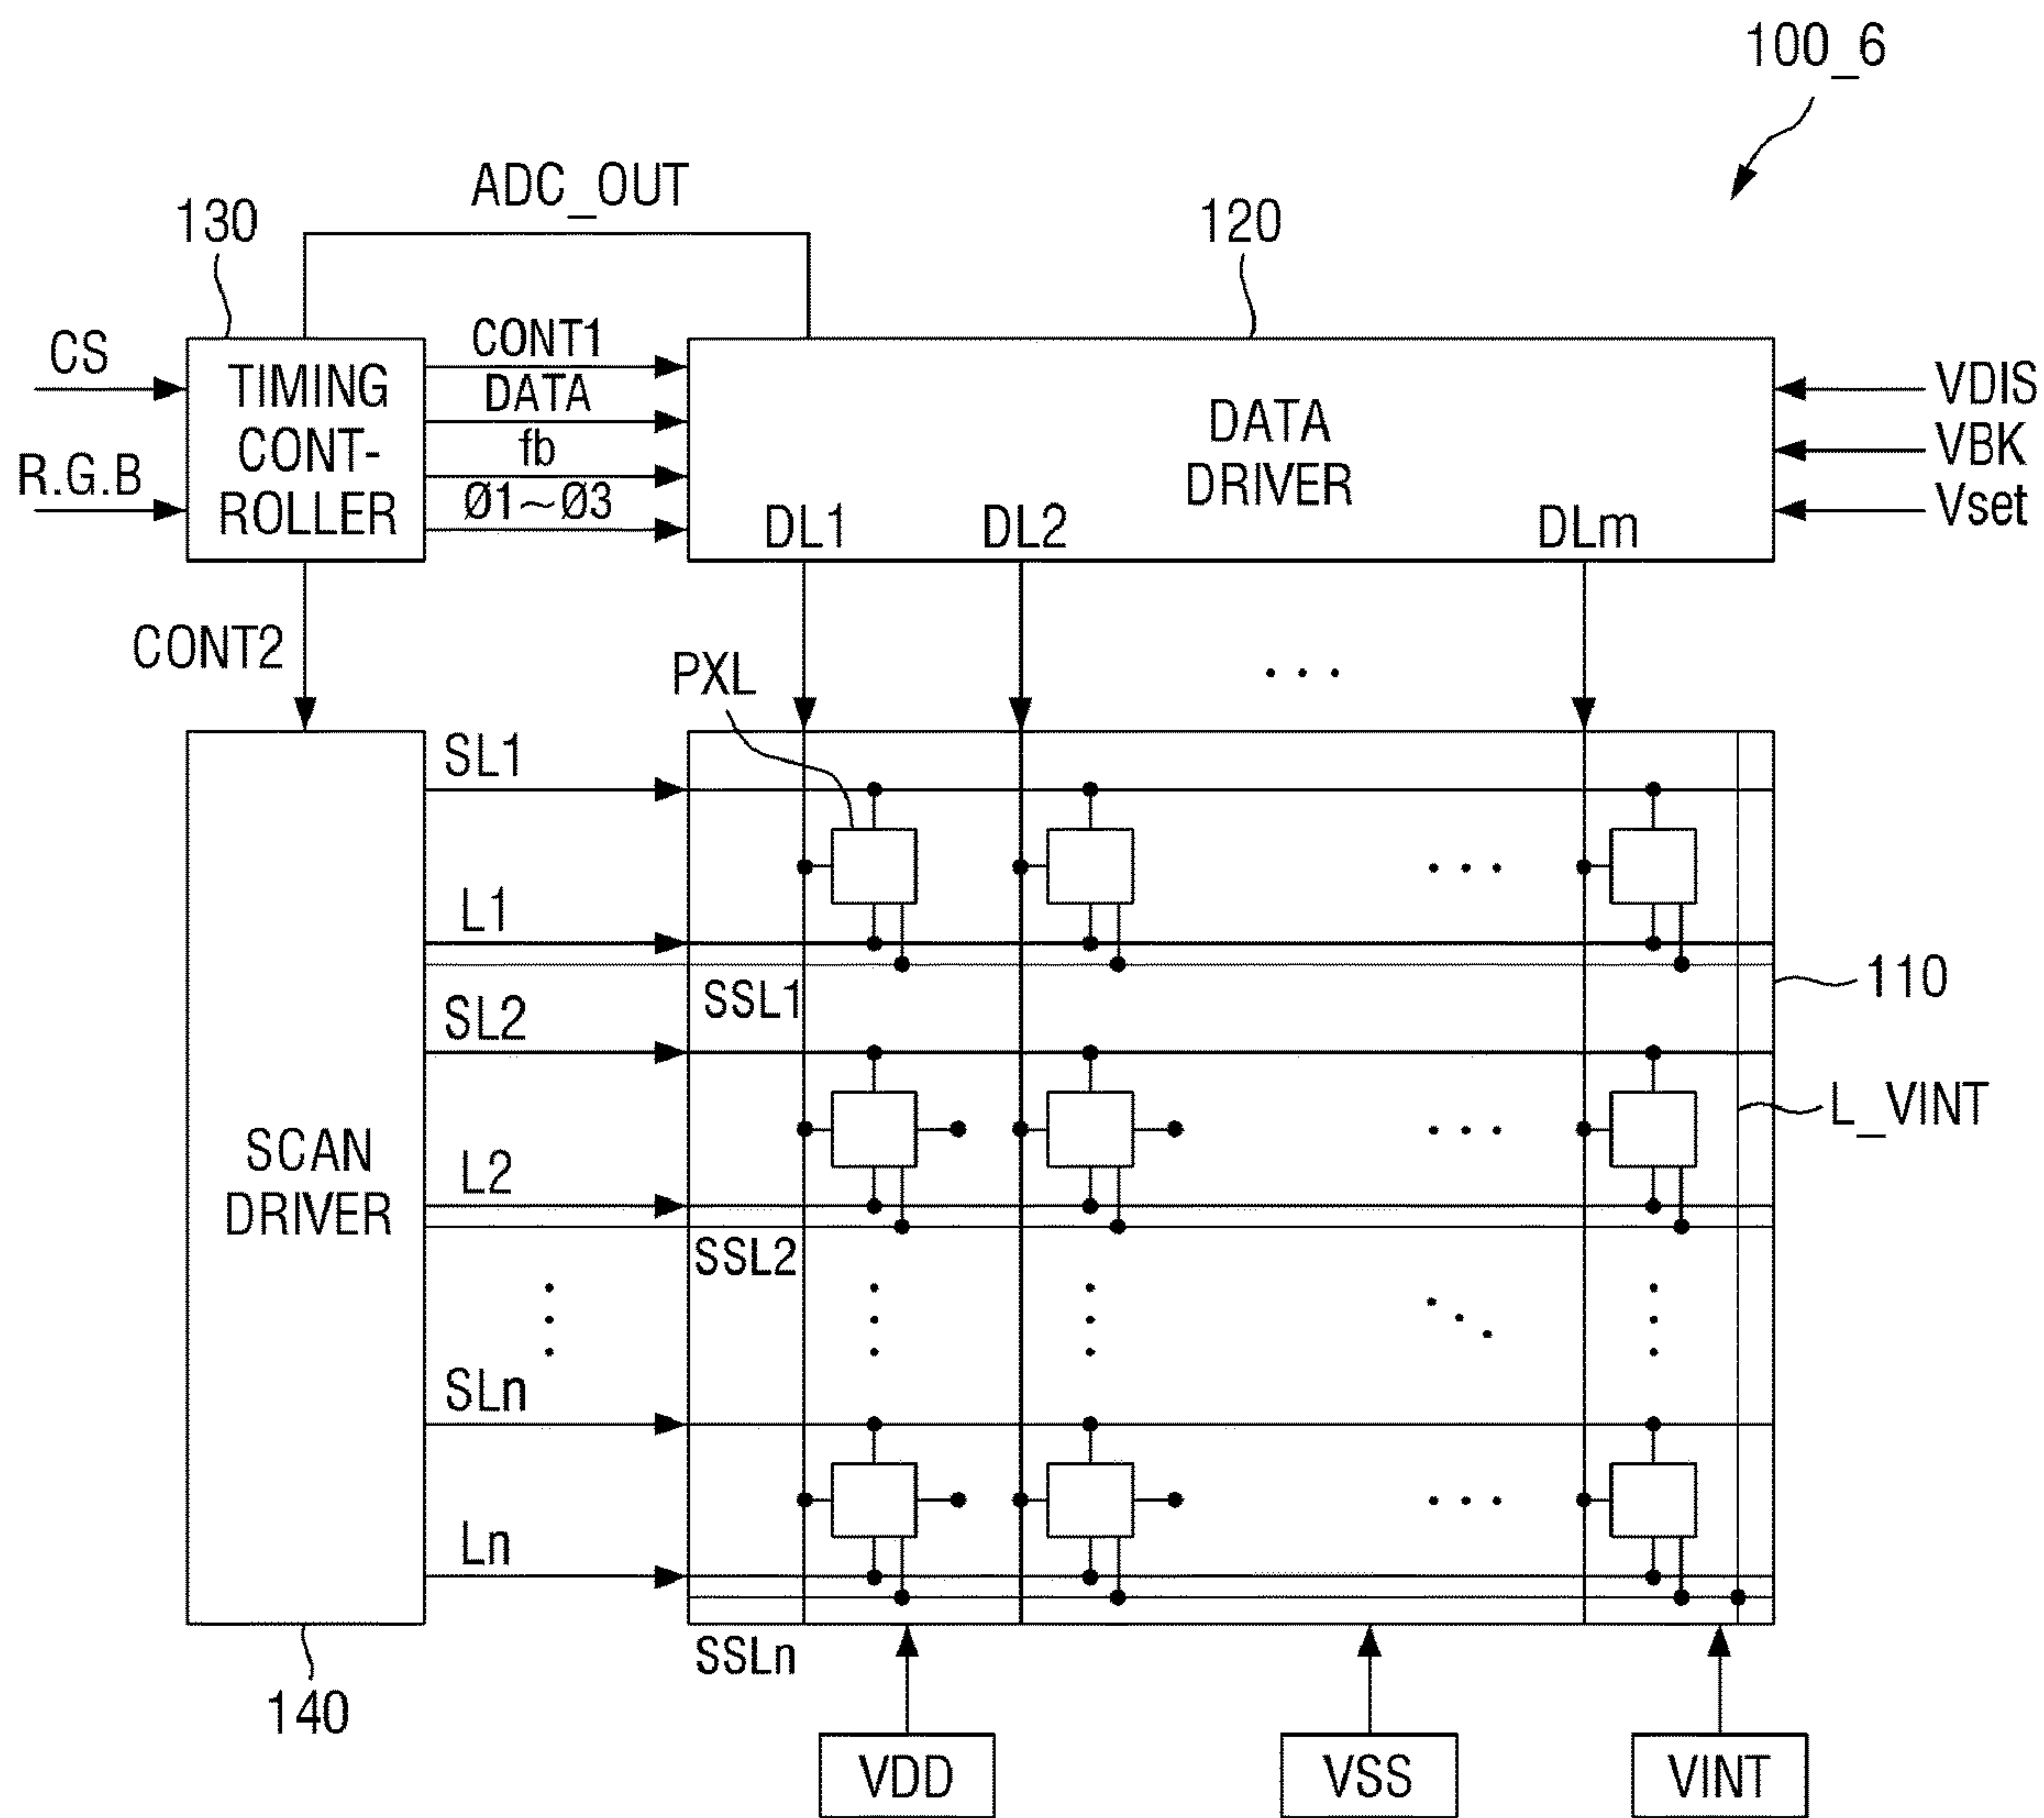 100_6
ADC_OUT
130
120
CS
R.G.B
TIMING
CONT-
ROLLER
CONT1
DATA
fb
Ø1~Ø3
DATA
DRIVER
DL1
DL2
DLm
VDIS
VBK
Vset
CONT2
PXL
. . .
SL1
L1
SSL1
110
SL2
L_VINT
SCAN
DRIVER
L2
SSL2
SLn
Ln
SSLn
140
VDD
VSS
VINT